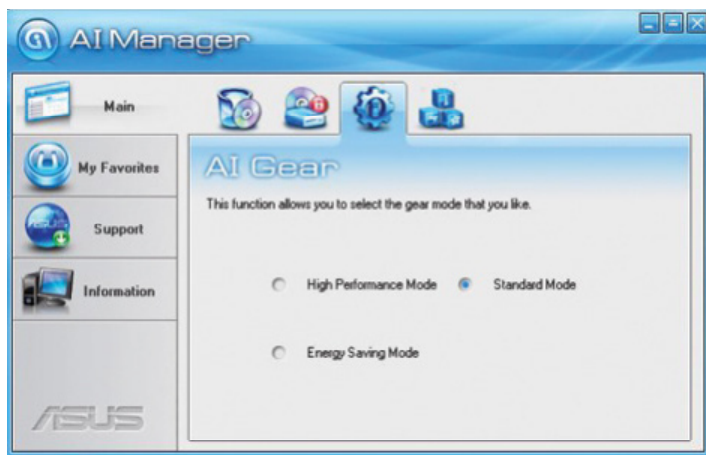 AI Manager
Main
My Favorites
Support
Information
ASUS
AI Gear
This function allows you to select the gear mode that you like.
High Performance Mode
Standard Mode
Energy Saving Mode